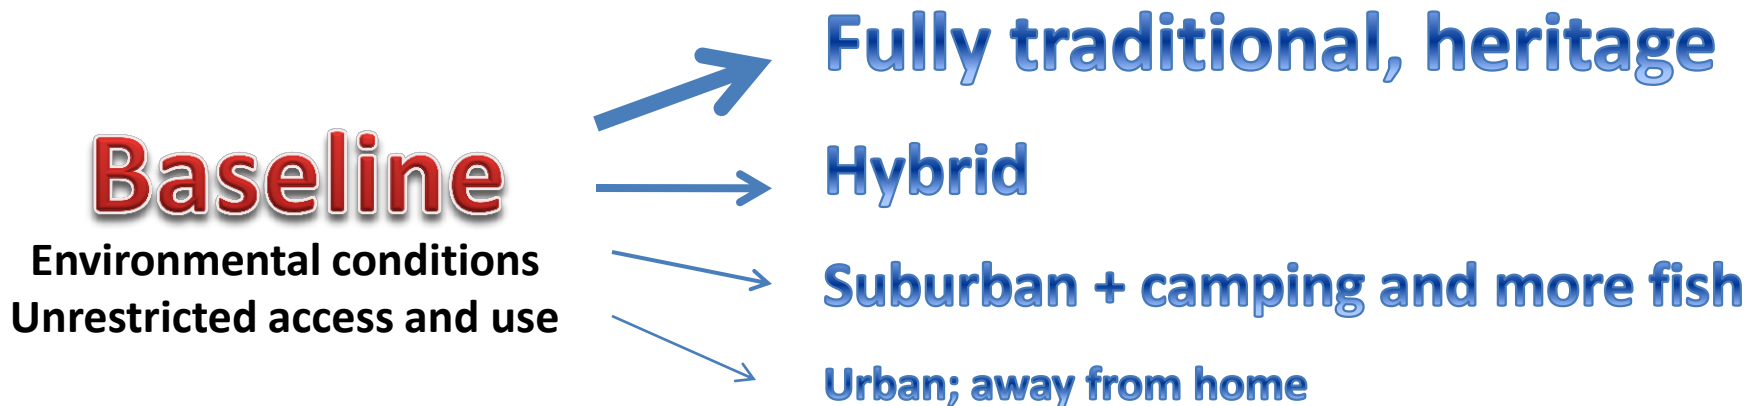 Baseline
Environmental conditions
Unrestricted access and use
Fully traditional, heritage
Hybrid
Suburban + camping and more fish
Urban; away from home